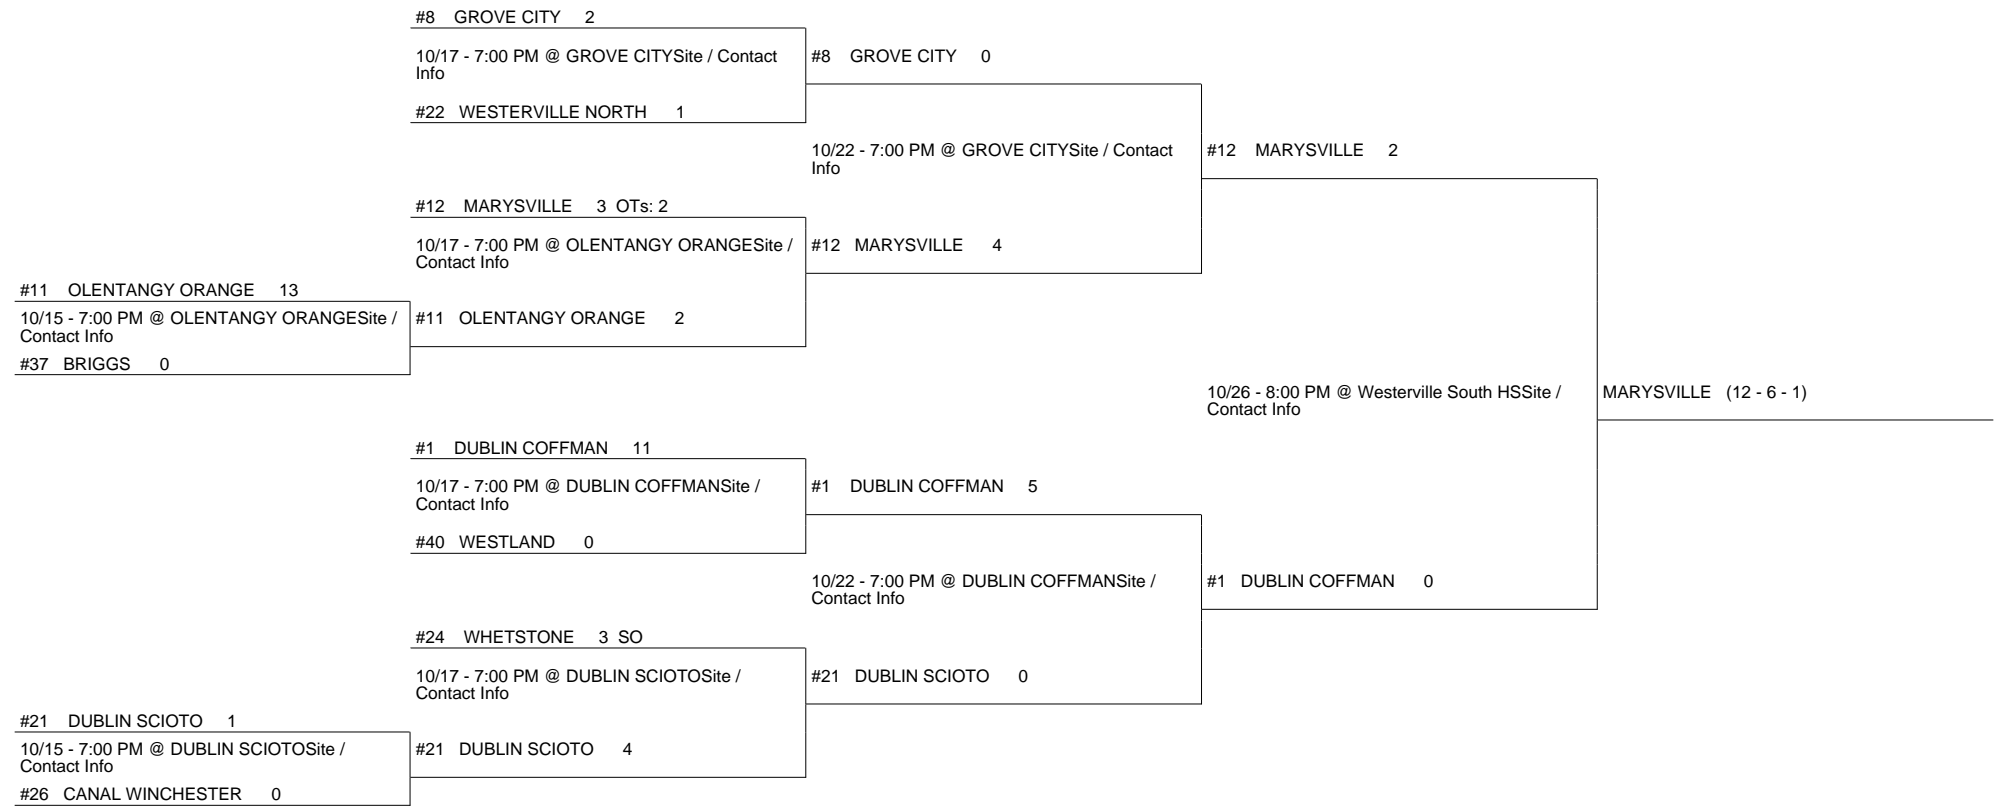 #8 GROVE CITY 2
10/17 - 7:00 PM @ GROVE CITYSite / Contact
Info
#22 WESTERVILLE NORTH 1
#8 GROVE CITY 0
10/22 - 7:00 PM @ GROVE CITYSite / Contact
Info
#12 MARYSVILLE 2
#12 MARYSVILLE 3 OTs: 2
10/17 - 7:00 PM @ OLENTANGY ORANGESite /
Contact Info
#12 MARYSVILLE 4
#11 OLENTANGY ORANGE 13
10/15 - 7:00 PM @ OLENTANGY ORANGESite /
Contact Info
#37 BRIGGS 0
#11 OLENTANGY ORANGE 2
10/26 - 8:00 PM @ Westerville South HSSite /
Contact Info
MARYSVILLE (12 - 6 - 1)
#1 DUBLIN COFFMAN 11
10/17 - 7:00 PM @ DUBLIN COFFMANSite /
Contact Info
#40 WESTLAND 0
#1 DUBLIN COFFMAN 5
10/22 - 7:00 PM @ DUBLIN COFFMANSite /
Contact Info
#1 DUBLIN COFFMAN 0
#24 WHETSTONE 3 SO
10/17 - 7:00 PM @ DUBLIN SCIOTOSite /
Contact Info
#21 DUBLIN SCIOTO 0
#21 DUBLIN SCIOTO 1
10/15 - 7:00 PM @ DUBLIN SCIOTOSite /
Contact Info
#26 CANAL WINCHESTER 0
#21 DUBLIN SCIOTO 4